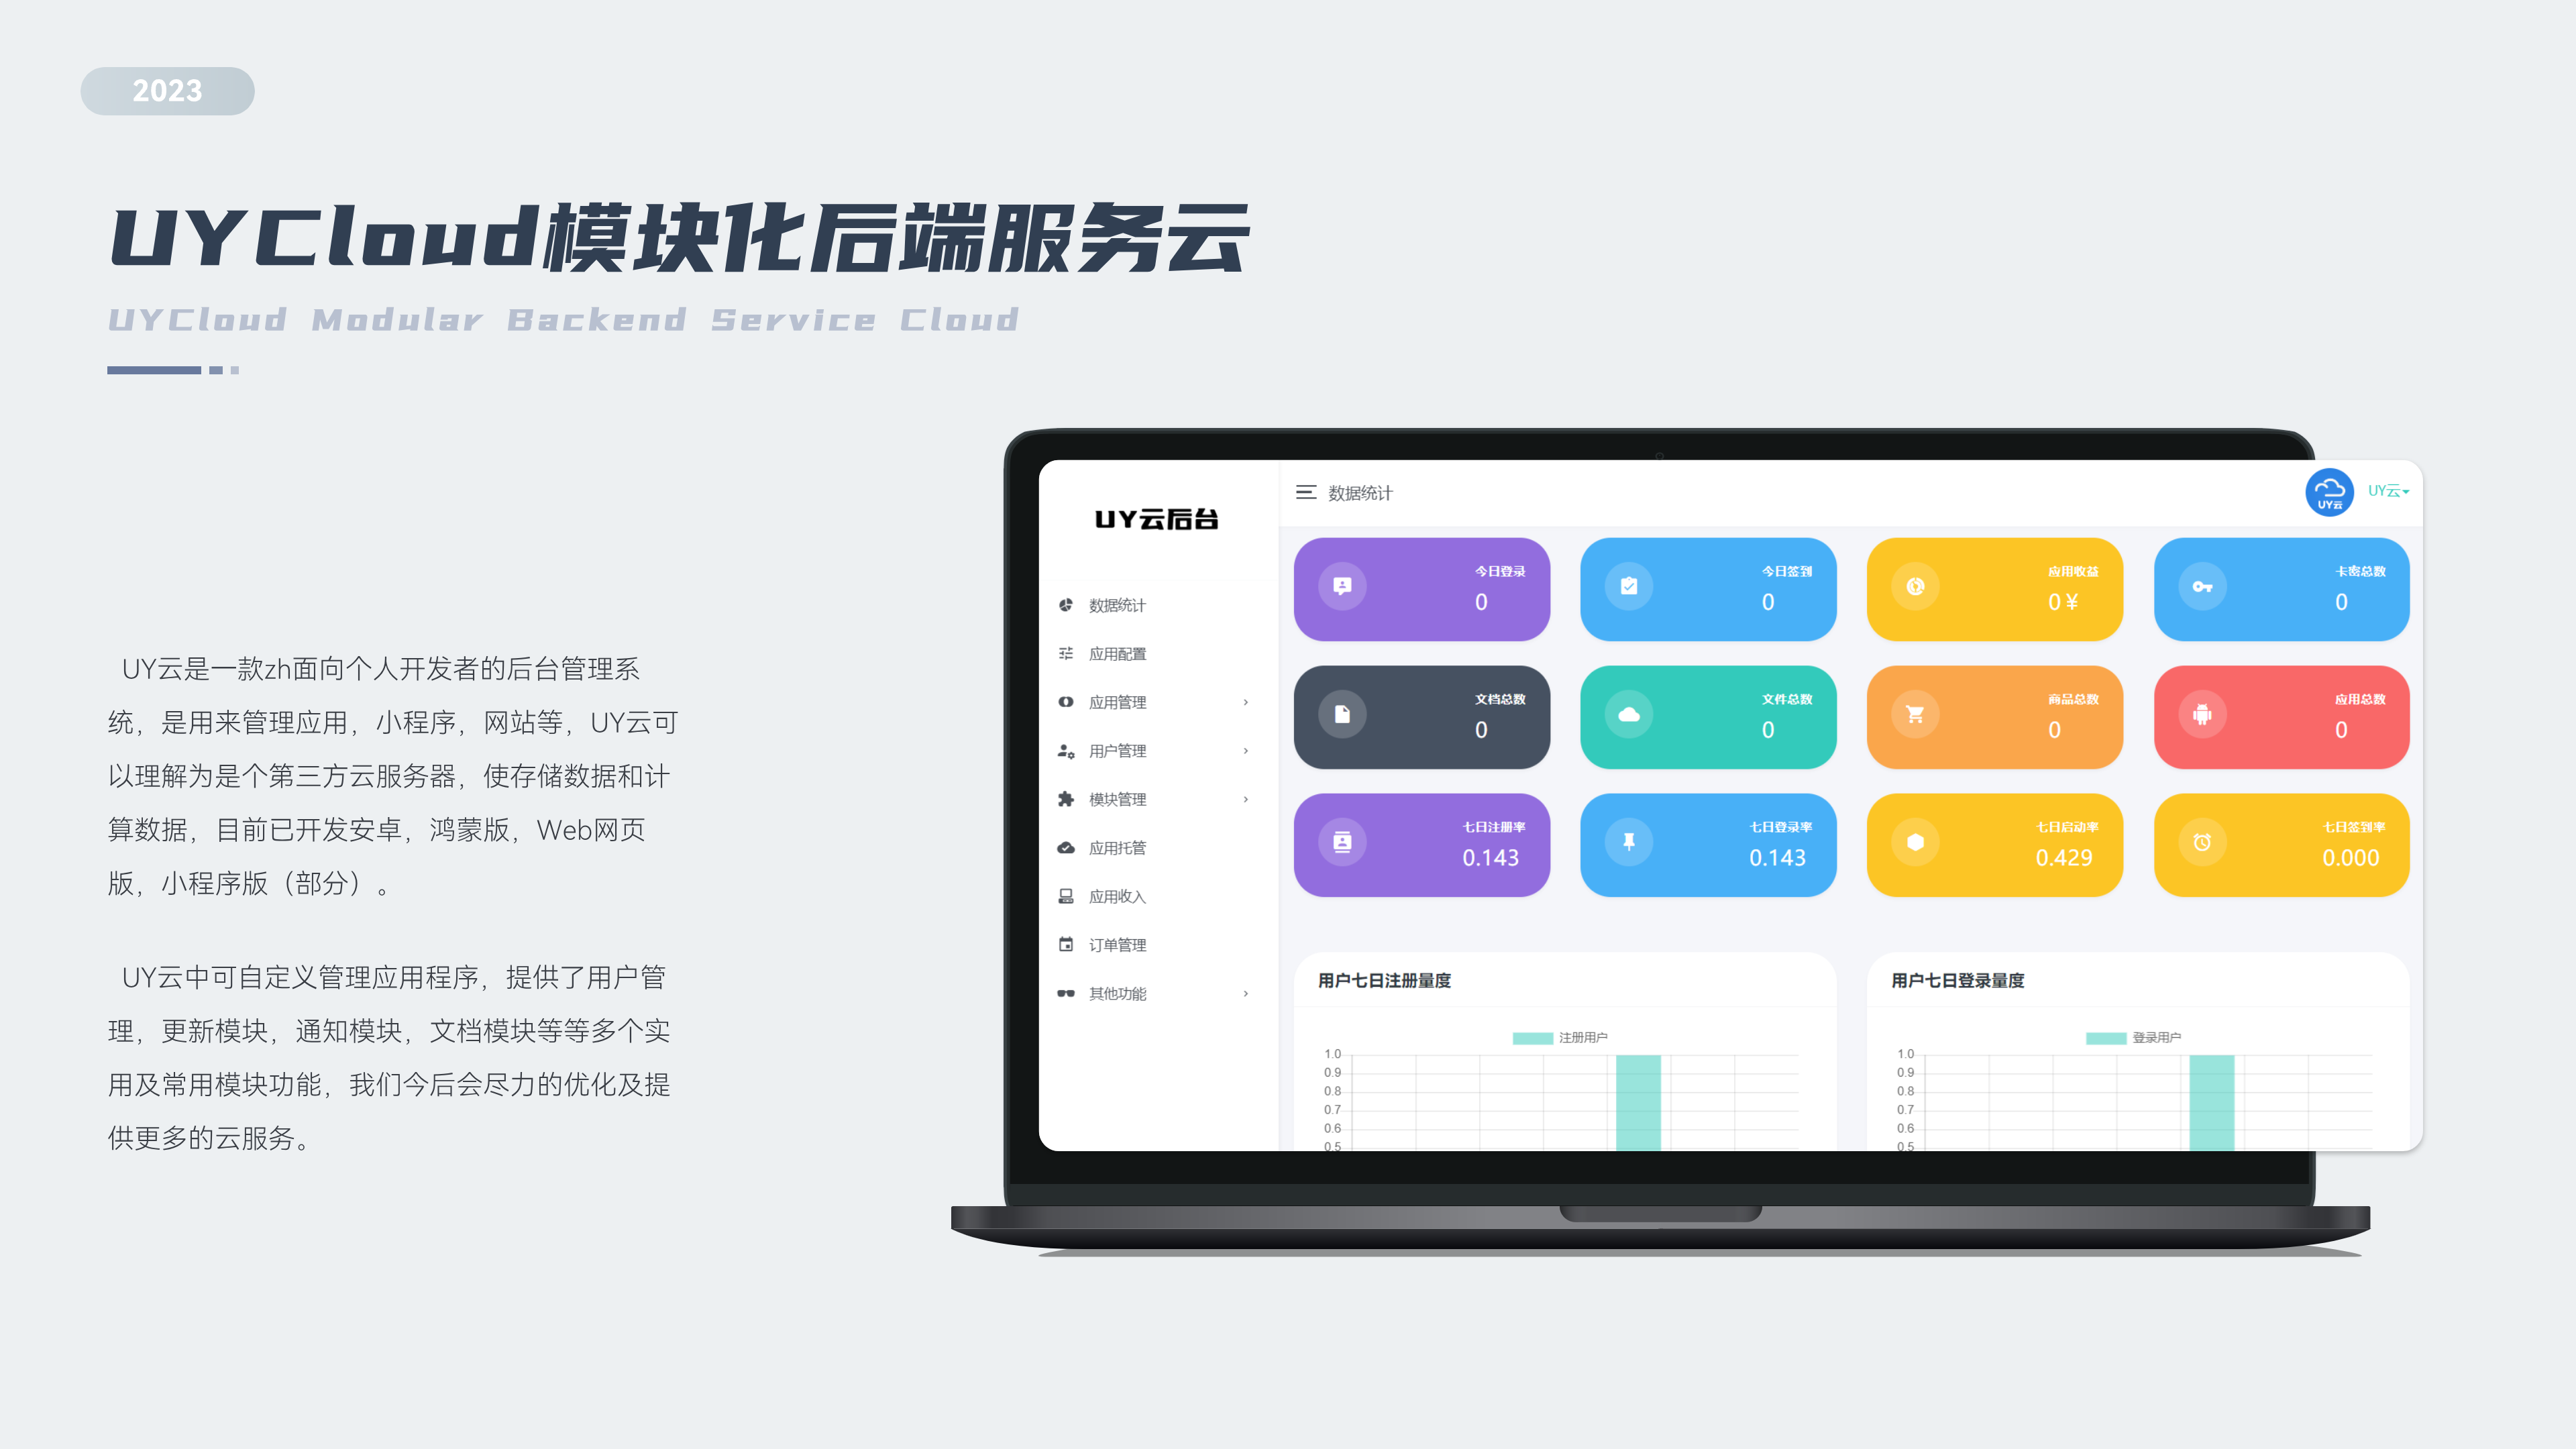 2023
UYCloud模块化后端服务云
UYCloud Modular Backend Service Cloud
UY云是一款zh面向个人开发者的后台管理系
统，是用来管理应用，小程序，网站等，UY云可
以理解为是个第三方云服务器，使存储数据和计
算数据，目前已开发安卓，鸿蒙版，Web网页
版，小程序版（部分）。
UY云中可自定义管理应用程序，提供了用户管
理，更新模块，通知模块，文档模块等等多个实
用及常用模块功能，我们今后会尽力的优化及提
供更多的云服务。
UY云后台
数据统计
应用配置
应用管理
用户管理
模块管理
应用托管
应用收入
订单管理
其他功能
数据统计
UY云
UY云
今日登录
0
今日签到
0
应用收益
0 ¥
卡密总数
0
文档总数
0
文件总数
0
商品总数
0
应用总数
0
七日注册率
0.143
七日登录率
0.143
七日启动率
0.429
七日签到率
0.000
用户七日注册量度
注册用户
1.0
0.9
0.8
0.7
0.6
0.5
用户七日登录量度
登录用户
1.0
0.9
0.8
0.7
0.6
0.5